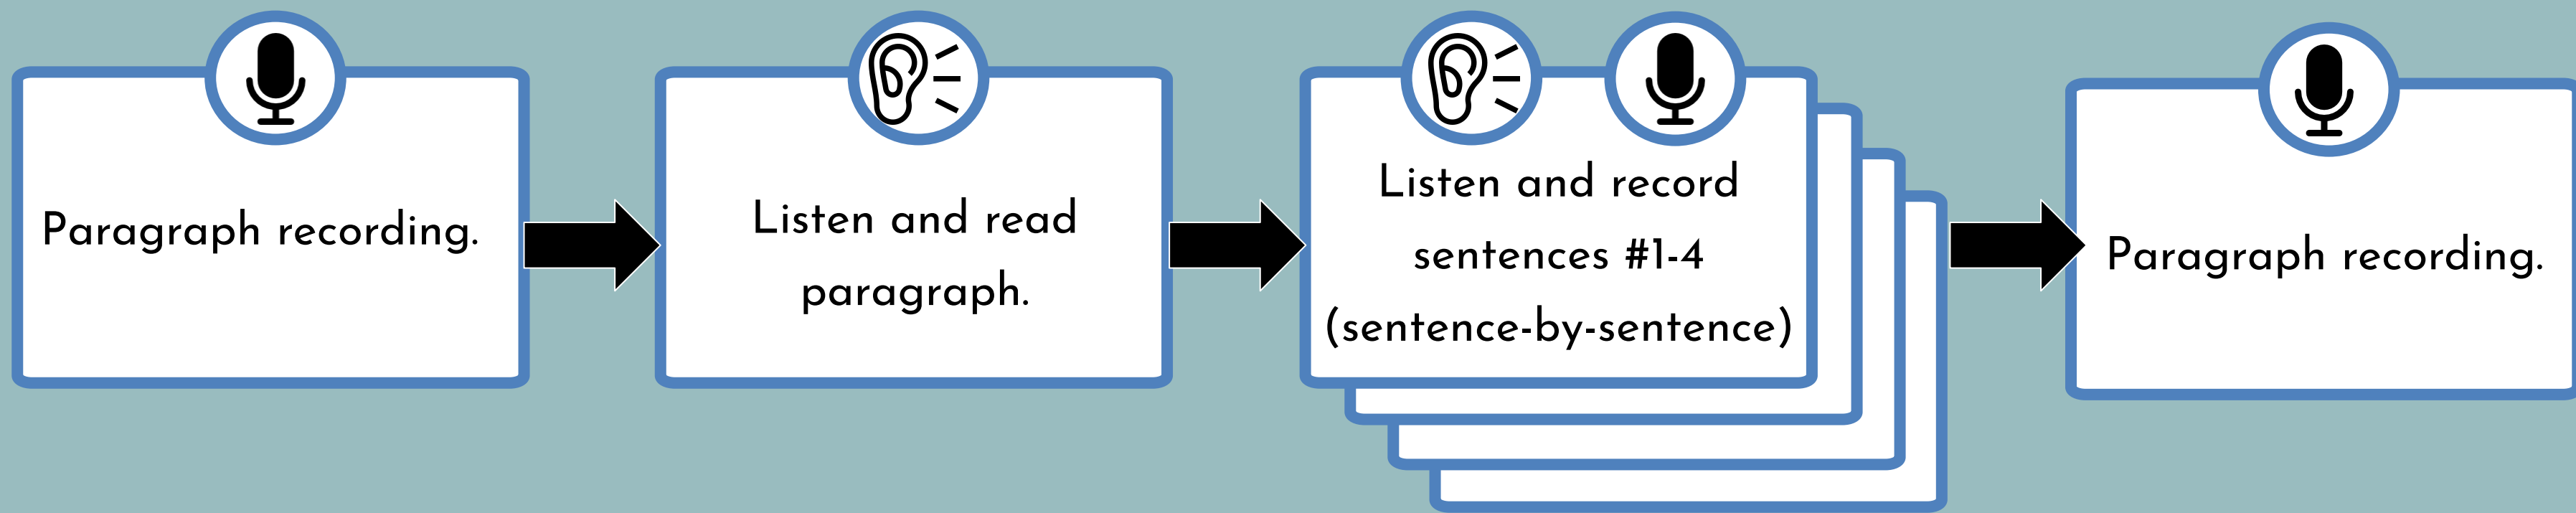 Paragraph recording.
Listen and read
paragraph.
Listen and record
sentences #1-4
(sentence-by-sentence)
Paragraph recording.